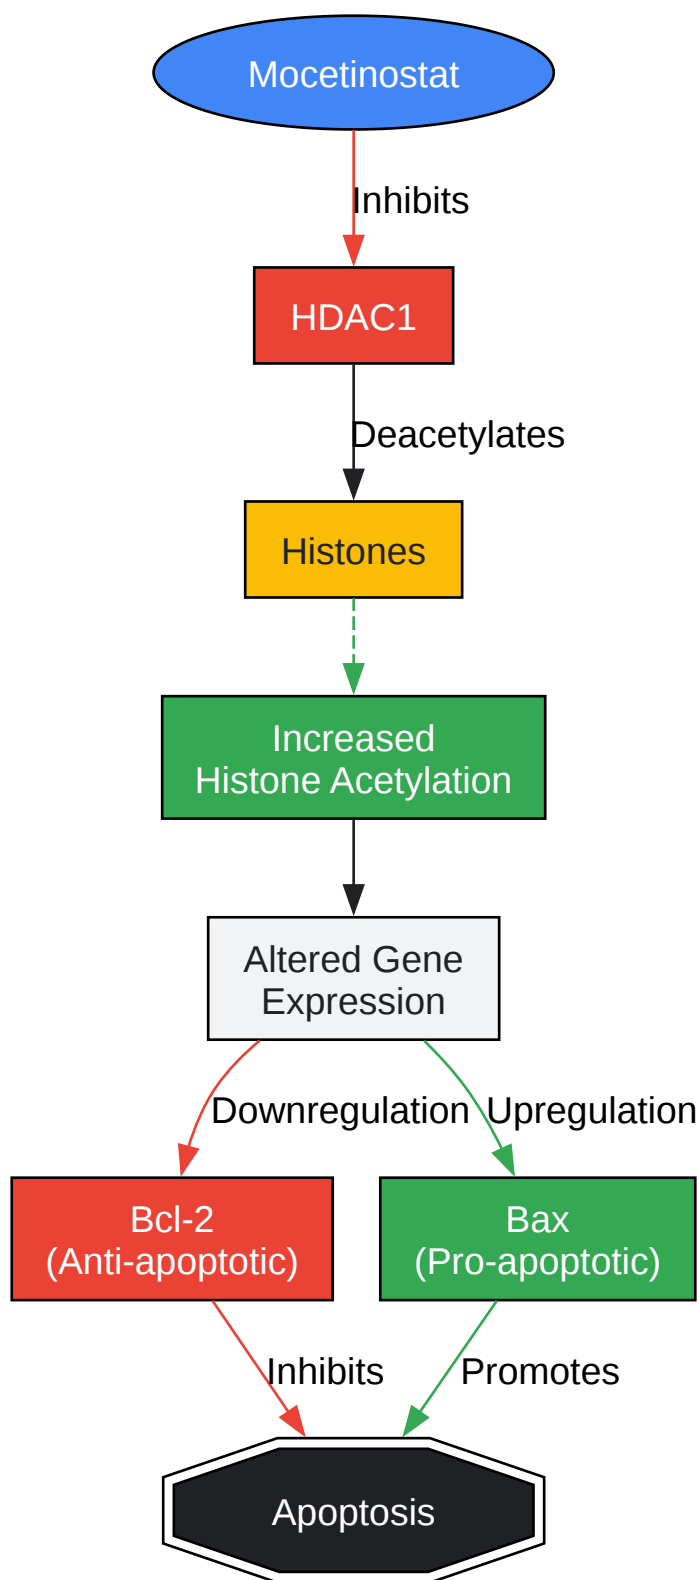 Mocetinostat
Inhibits
HDAC1
Deacetylates
Histones
Increased
Histone Acetylation
Altered Gene
Expression
Downregulation
Upregulation
Bcl-2
(Anti-apoptotic)
Bax
(Pro-apoptotic)
Inhibits
Promotes
Apoptosis